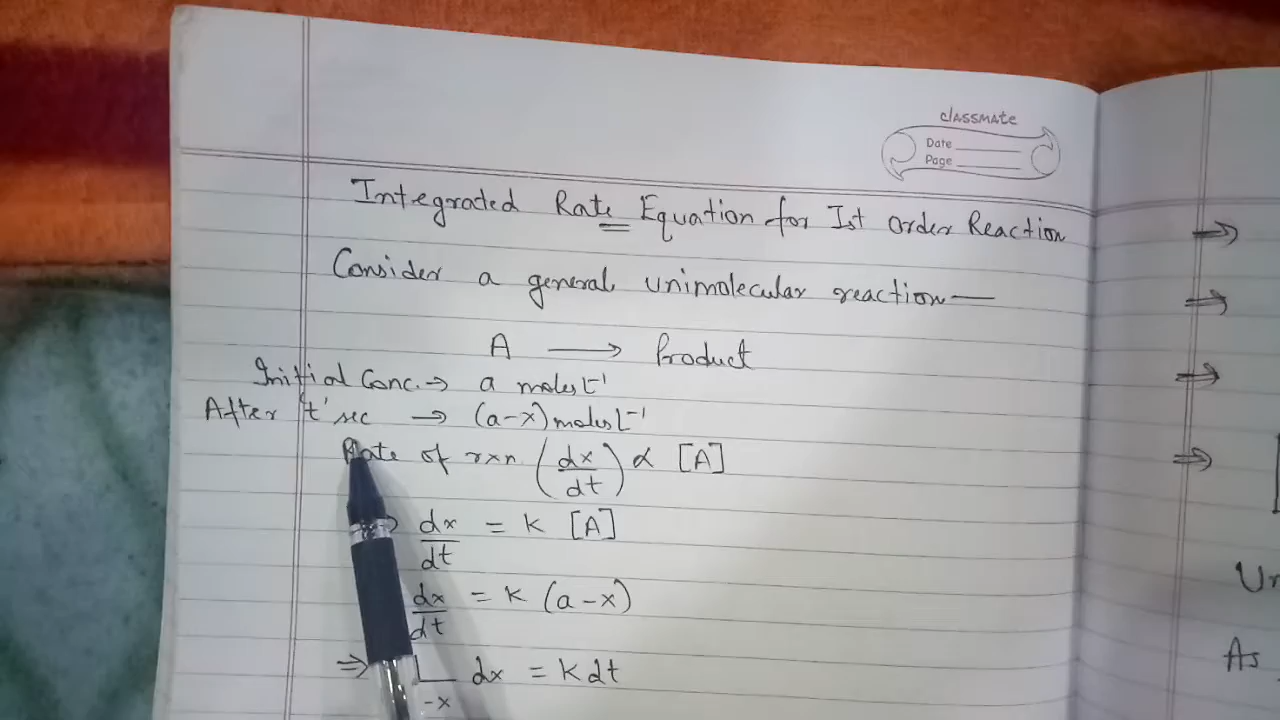 classmate
Date
Page
Integrated Rate Equation for Ist Order Reaction
Consider a general unimolecular reaction —
A ⟶ Product
Initial Conc. → a moles L⁻¹
After 't' sec → (a-x) moles L⁻¹
Rate of rxn (dx/dt) ∝ [A]
dx/dt = K [A]
dx/dt = K (a-x)
⇒ dx = K dt
-x
⇒
⇒
⇒
⇒
As